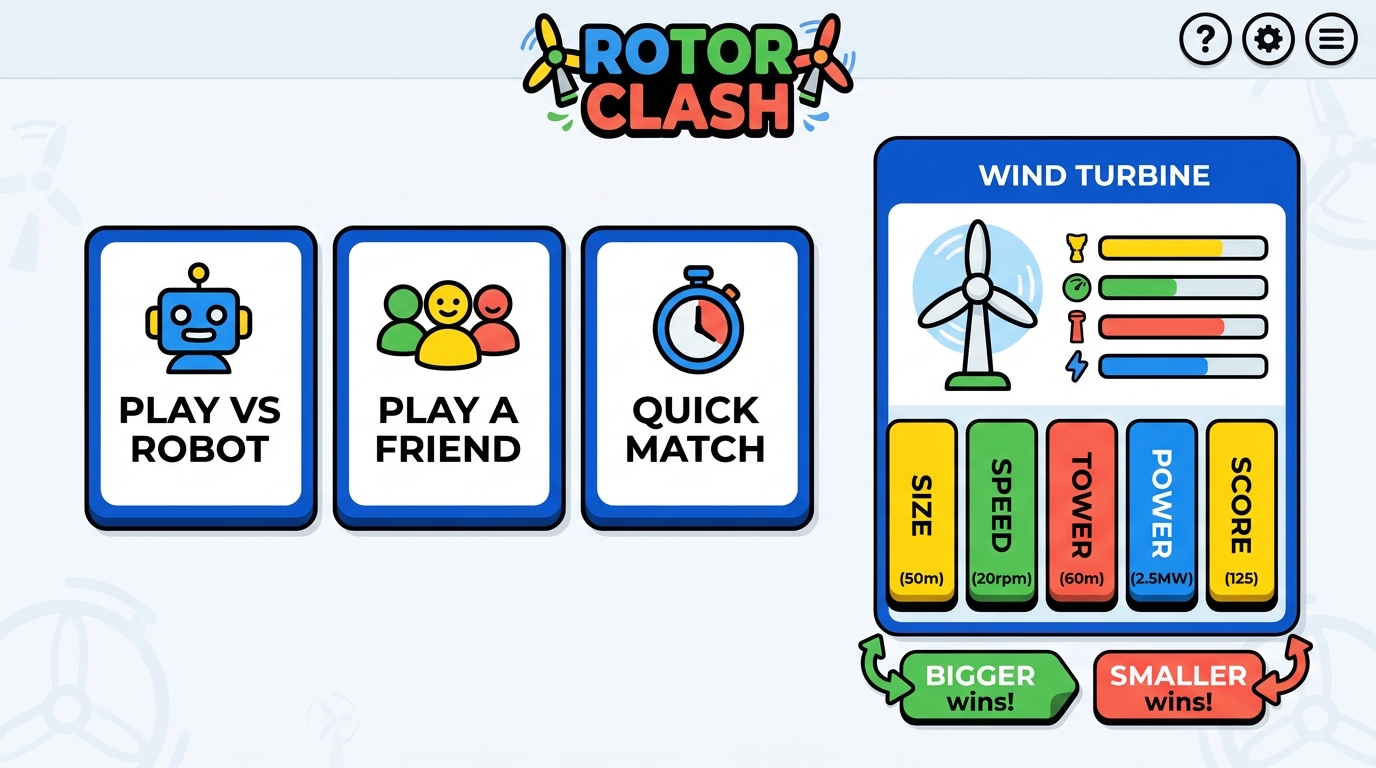 ROTOR
CLASH
?
PLAY VS
ROBOT
PLAY A
FRIEND
QUICK
MATCH
WIND TURBINE
SIZE
(50m)
SPEED
(20rpm)
TOWER
(60m)
POWER
(2.5MW)
SCORE
(125)
BIGGER
wins!
SMALLER
wins!